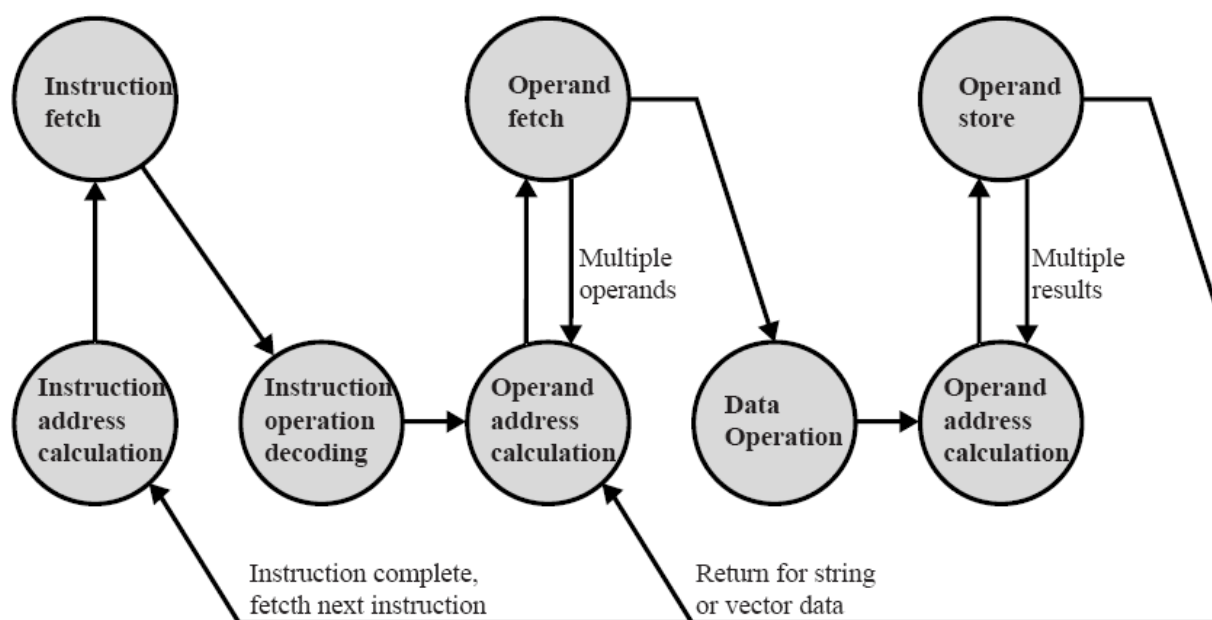 Instruction
fetch
Operand
fetch
Operand
store
Multiple
operands
Multiple
results
Instruction
address
calculation
Instruction
operation
decoding
Operand
address
calculation
Data
Operation
Operand
address
calculation
Instruction complete,
fetcth next instruction
Return for string
or vector data